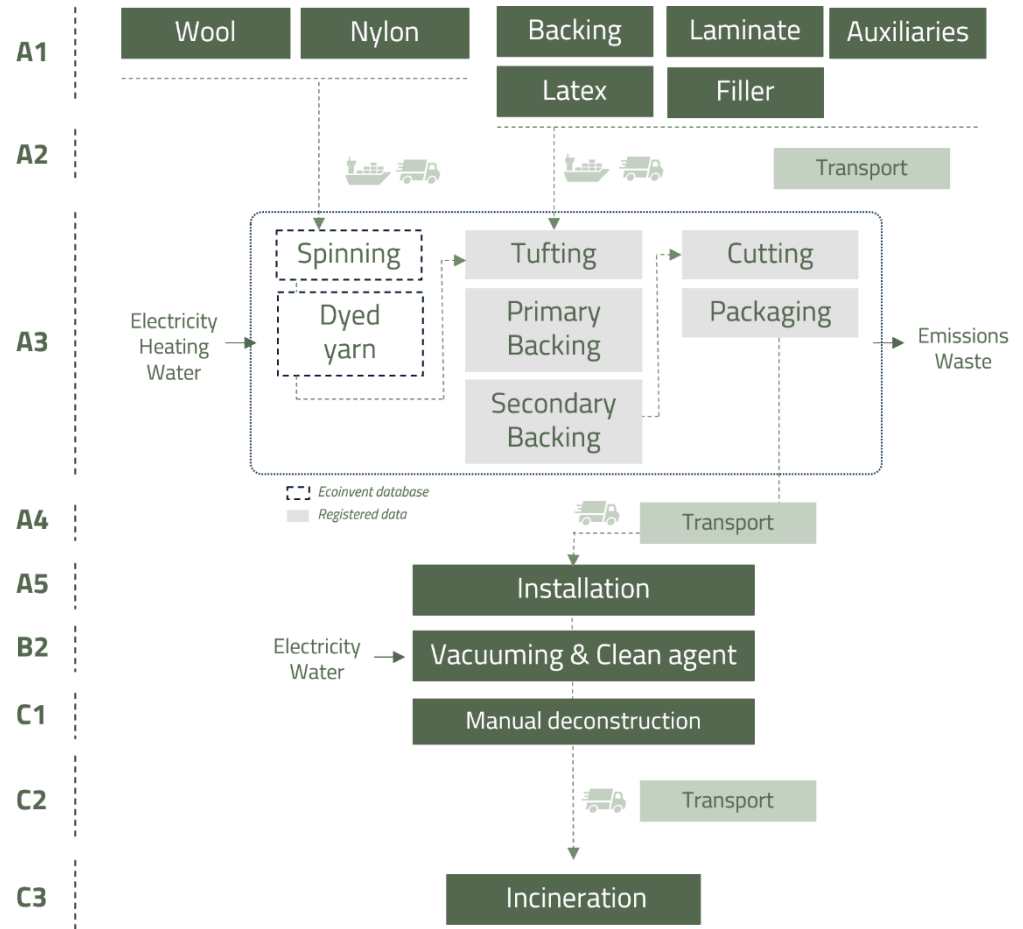 A1
Wool
Nylon
Backing
Laminate
Auxiliaries
Latex
Filler
A2
Transport
A3
Spinning
Tufting
Cutting
Dyed
yarn
Primary
Backing
Packaging
Electricity
Heating
Water
Emissions
Waste
Secondary
Backing
Ecoinvent database
Registered data
A4
Transport
A5
Installation
B2
Electricity
Water
Vacuuming & Clean agent
C1
Manual deconstruction
C2
Transport
C3
Incineration